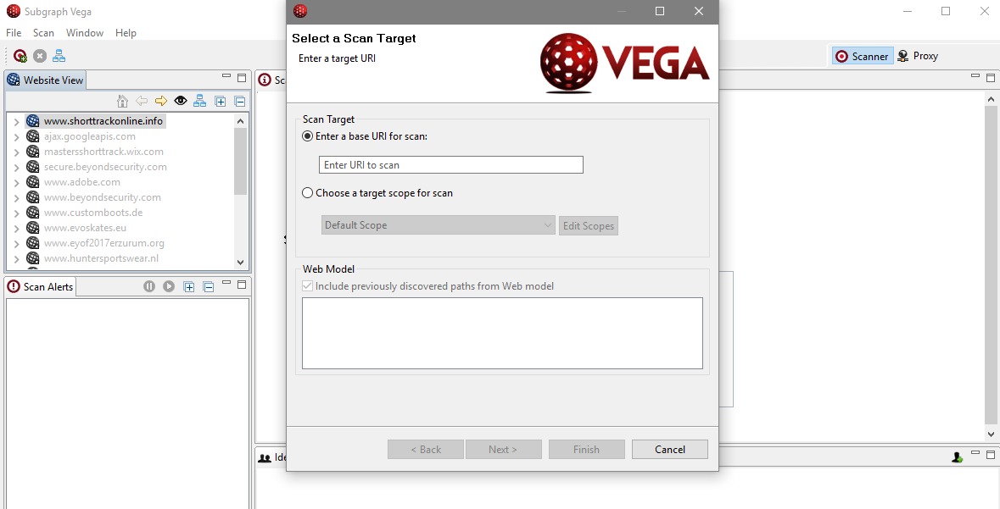 Subgraph Vega
File Scan Window Help
Scanner
Proxy
Website View
www.shorttrackonline.info
ajax.googleapis.com
mastersshorttrack.wix.com
secure.beyondsecurity.com
www.adobe.com
www.beyondsecurity.com
www.customboots.de
www.evoskates.eu
www.eyof2017erzurum.org
www.huntersportswear.nl
Scan Alerts
Select a Scan Target
Enter a target URI
VEGA
Scan Target
Enter a base URI for scan:
Enter URI to scan
Choose a target scope for scan
Default Scope
Edit Scopes
Web Model
Include previously discovered paths from Web model
< Back
Next >
Finish
Cancel